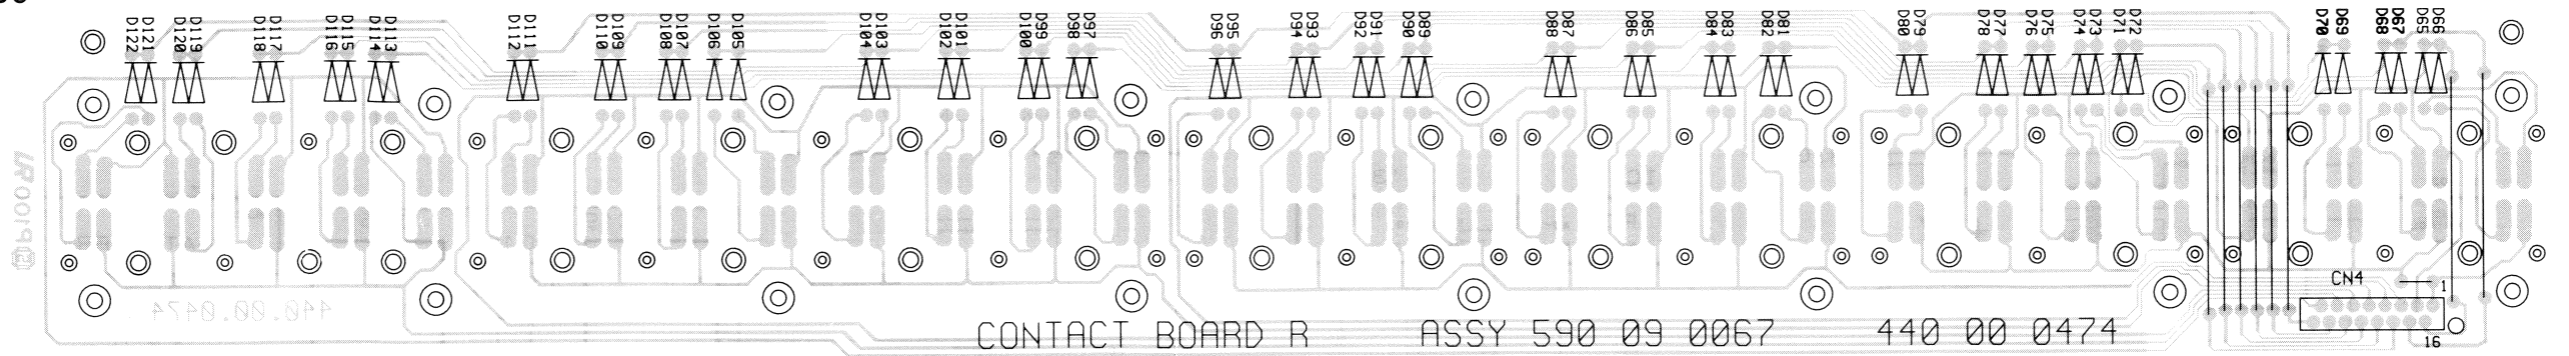 D122 D121 D120 D119 D118 D117 D116 D115 D114 D113 D112 D111 D110 D109 D108 D107 D106 D105 D104 D103 D102 D101 D100 D99 D98 D97 D96 D95 D94 D93 D92 D91 D90 D89 D88 D87 D86 D85 D84 D83 D82 D81 D80 D79 D78 D77 D76 D75 D74 D73 D71 D72 D70 D69 D68 D67 D65 D66
CN4
1
440.00.0474
CONTACT BOARD R ASSY 590 09 0067 440 00 0474
16